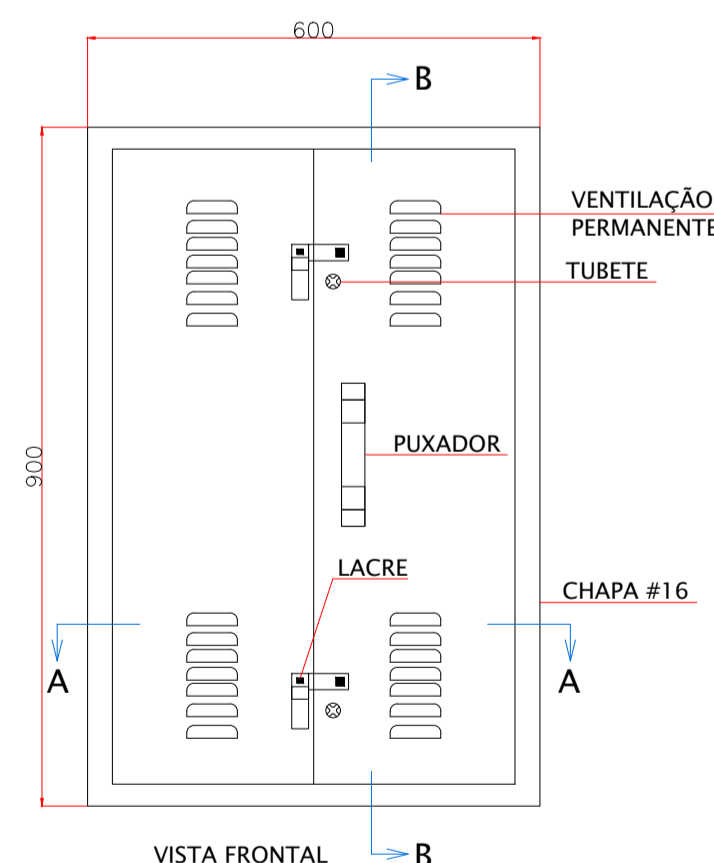 600
B
VENTILAÇÃO
PERMANENTE
TUBETE
900
PUXADOR
LACRE
CHAPA #16
A
A
VISTA FRONTAL
B